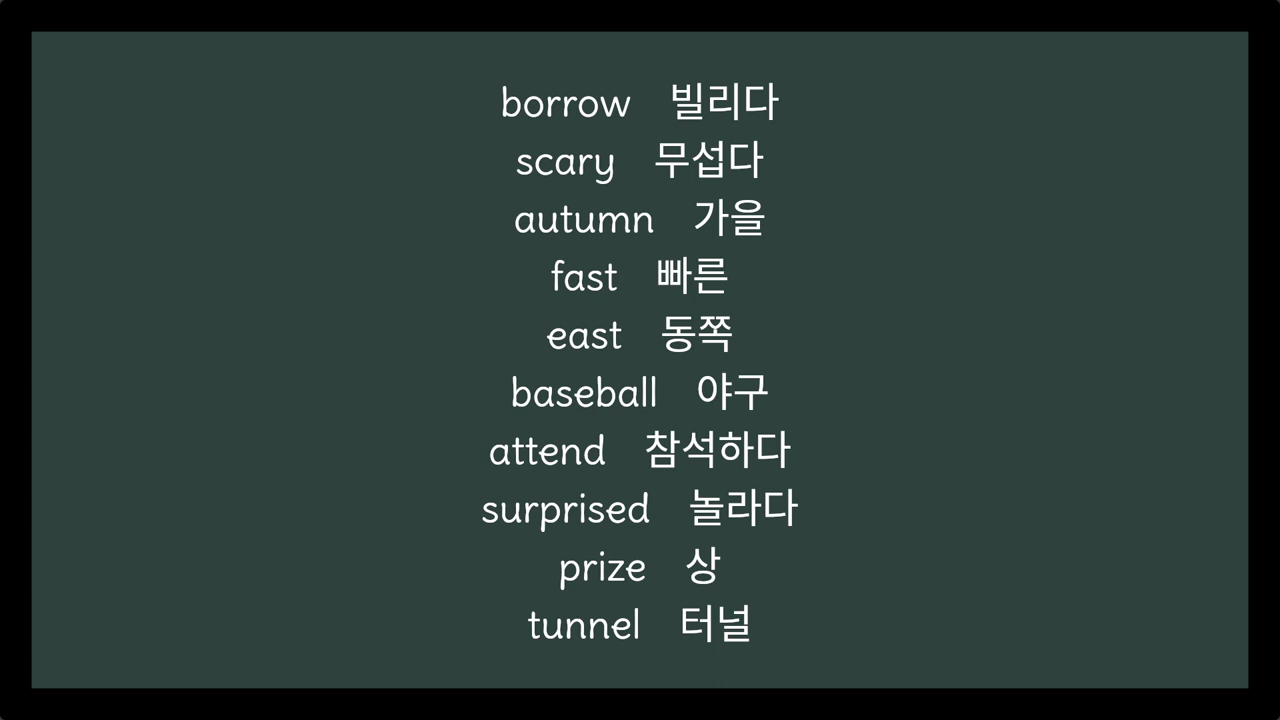 borrow 빌리다
scary 무섭다
autumn 가을
fast 빠른
east 동쪽
baseball 야구
attend 참석하다
surprised 놀라다
prize 상
tunnel 터널